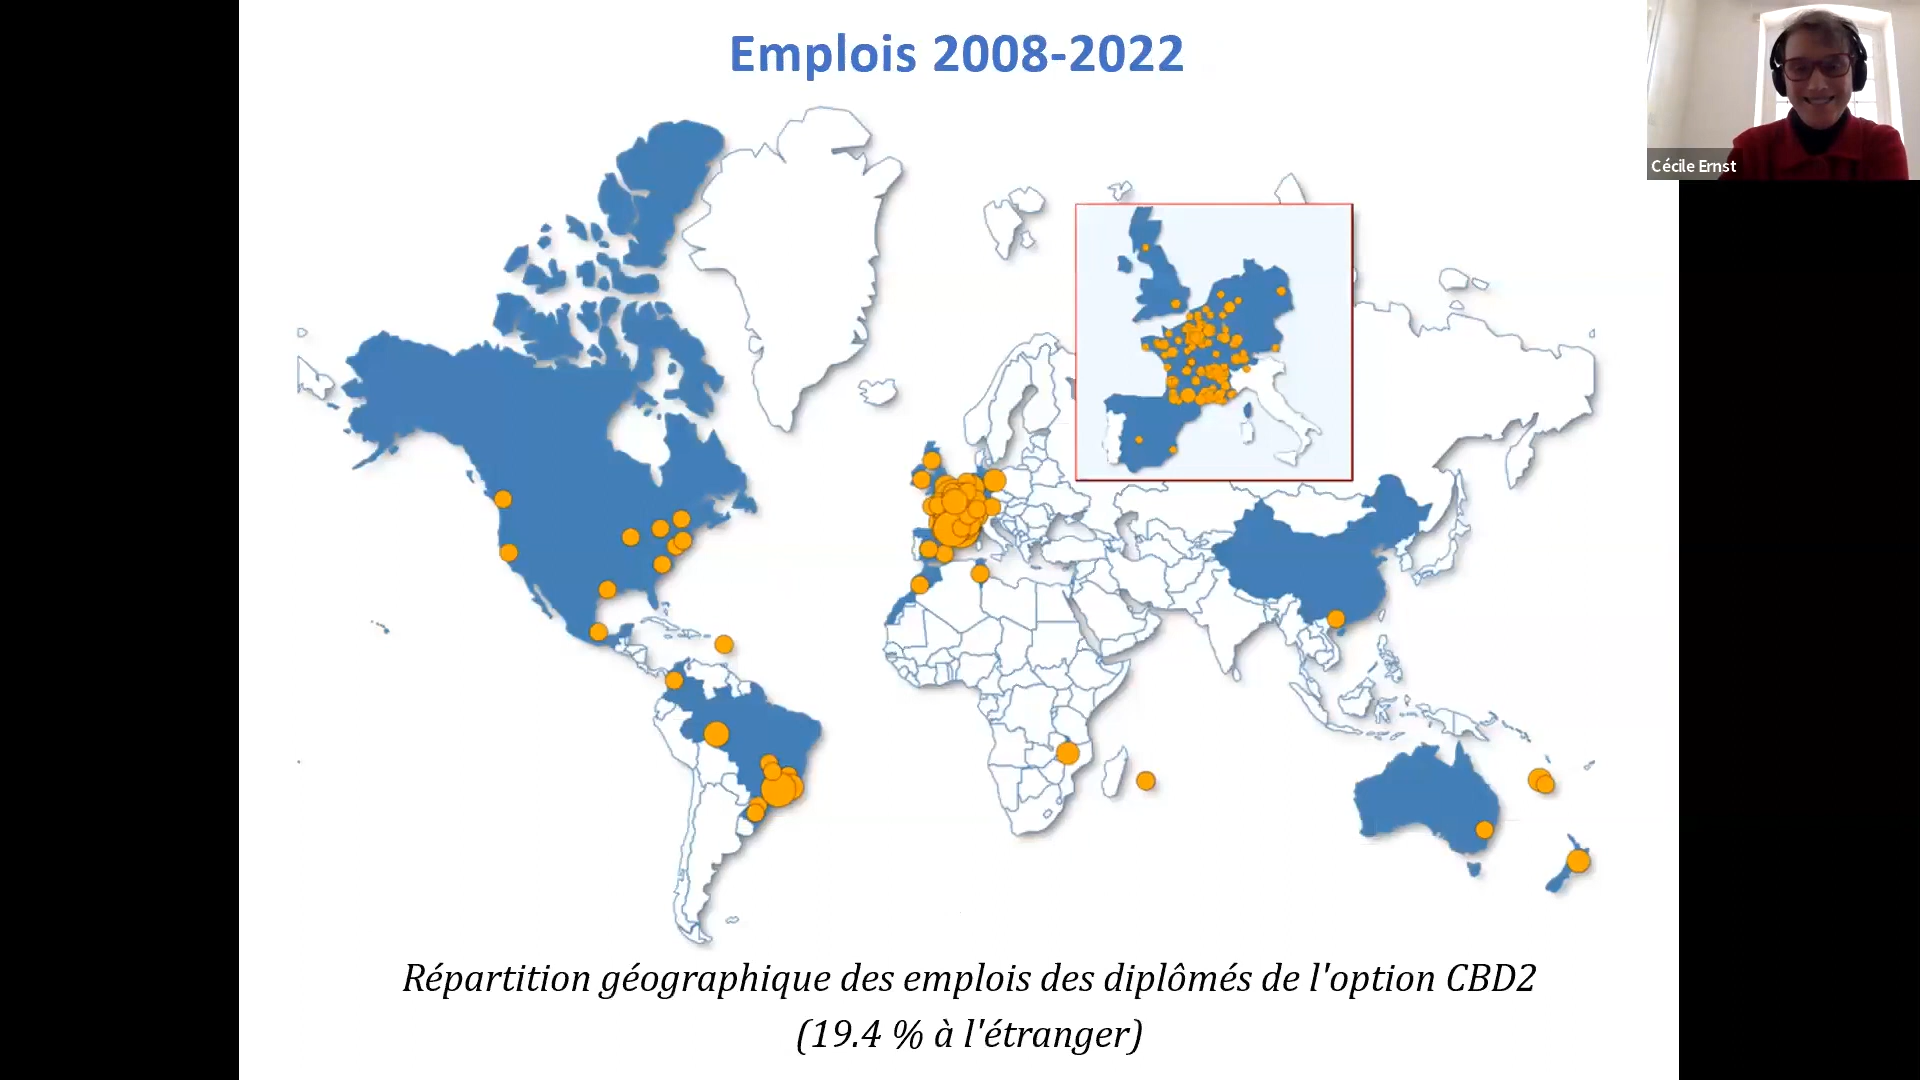 Emplois 2008-2022
Cécile Ernst
Répartition géographique des emplois des diplômés de l'option CBD2
(19.4 % à l'étranger)